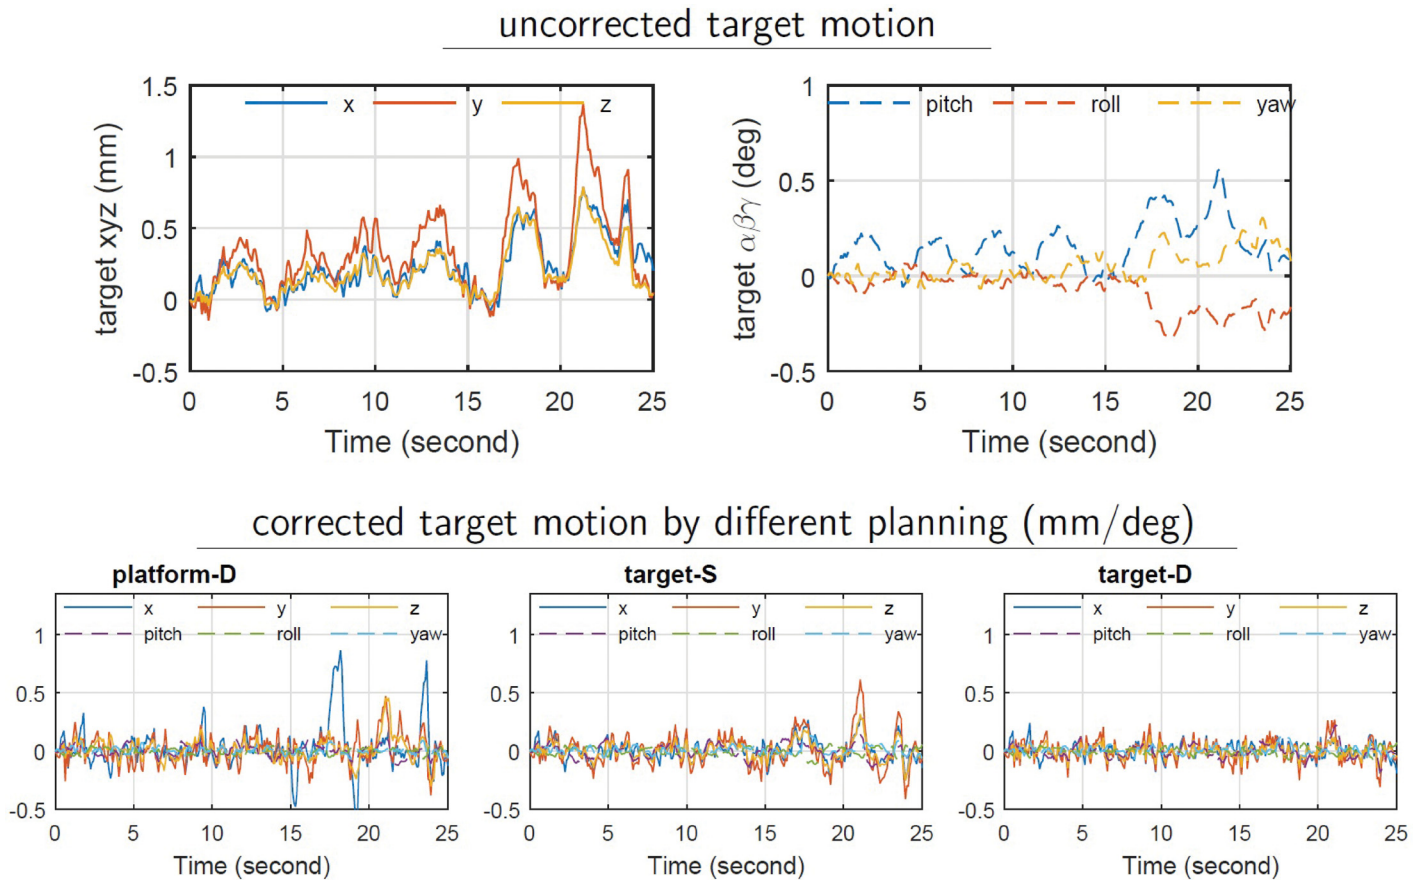 uncorrected target motion
x y z
1.5
1
0.5
0
-0.5
target xyz (mm)
0 5 10 15 20 25
Time (second)
pitch roll yaw
1
0.5
0
-0.5
target αβγ (deg)
0 5 10 15 20 25
Time (second)
corrected target motion by different planning (mm/deg)
platform-D
x y z
pitch roll yaw
1
0.5
0
-0.5
0 5 10 15 20 25
Time (second)
target-S
x y z
pitch roll yaw
1
0.5
0
-0.5
0 5 10 15 20 25
Time (second)
target-D
x y z
pitch roll yaw
1
0.5
0
-0.5
0 5 10 15 20 25
Time (second)